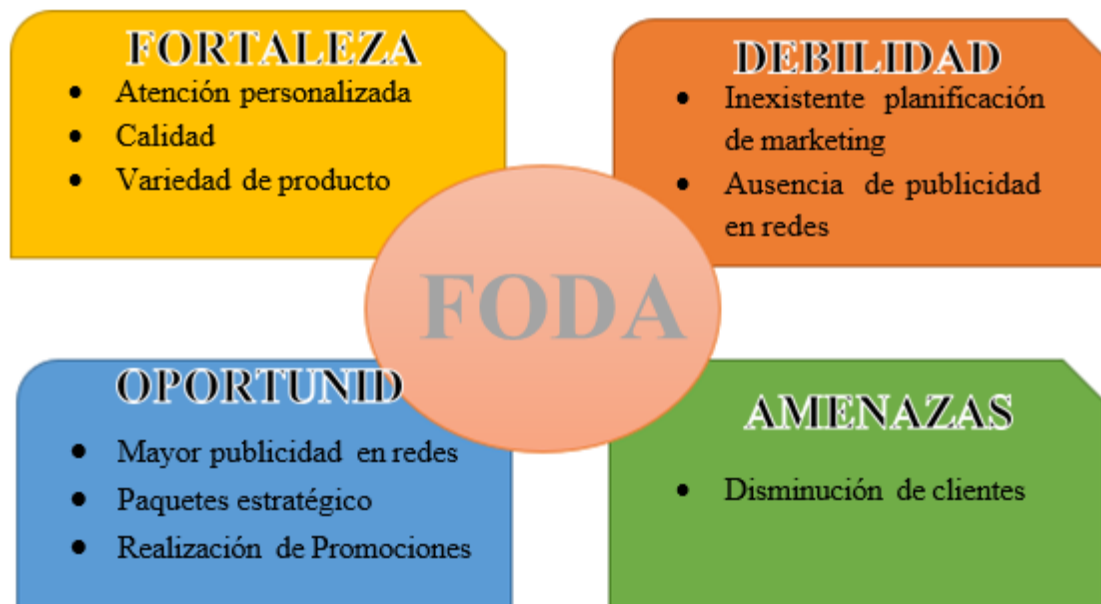 FORTALEZA
• Atención personalizada
• Calidad
• Variedad de producto
DEBILIDAD
• Inexistente planificación
de marketing
• Ausencia de publicidad
en redes
FODA
OPORTUNID
• Mayor publicidad en redes
• Paquetes estratégico
• Realización de Promociones
AMENAZAS
• Disminución de clientes